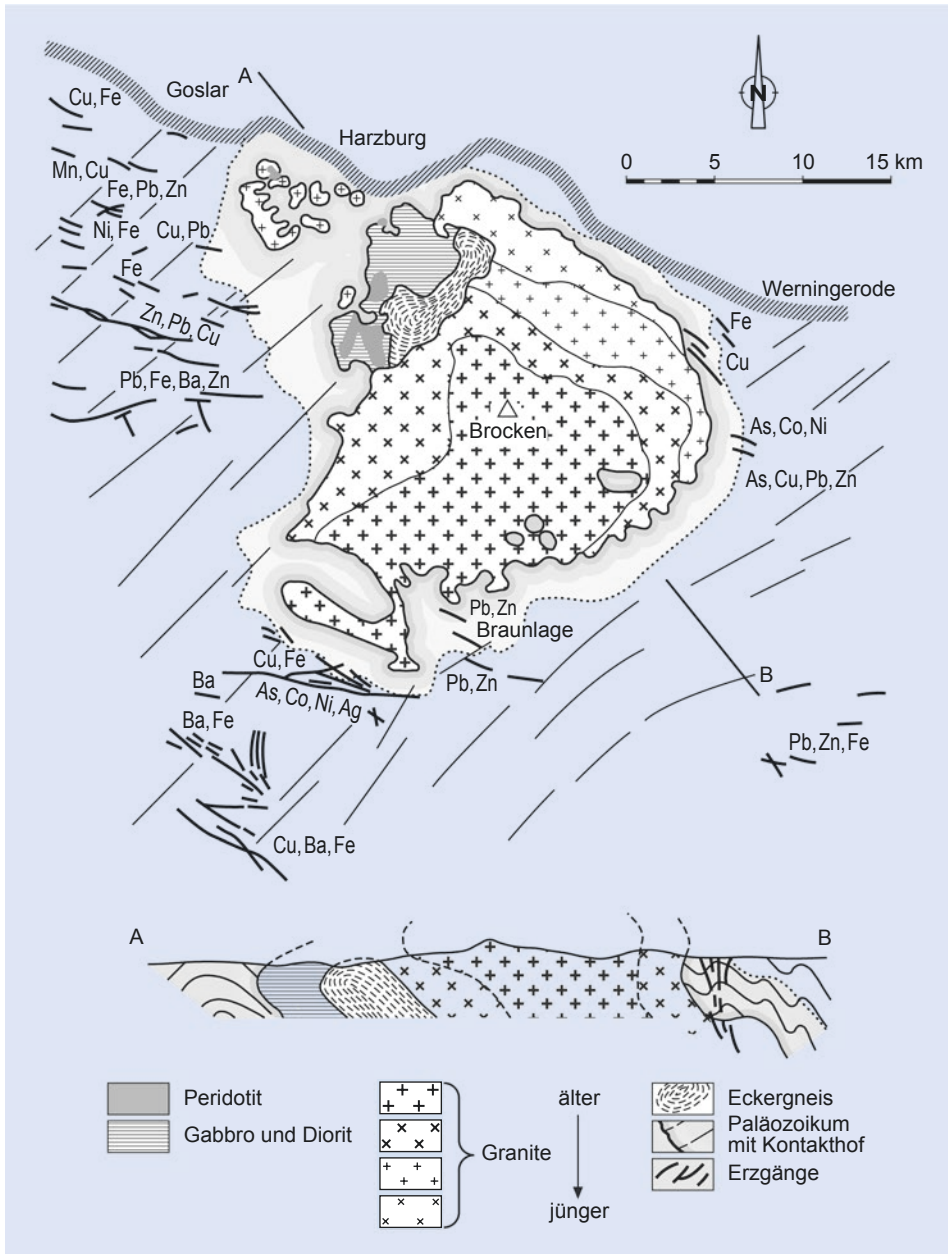 A
Goslar
Cu, Fe
Harzburg
N
0 5 10 15 km
Mn, Cu
Fe, Pb, Zn
Ni, Fe
Cu, Pb
Fe
Zn, Pb, Cu
Werningerode
Fe
Cu
Pb, Fe, Ba, Zn
Brocken
As, Co, Ni
As, Cu, Pb, Zn
Pb, Zn
Braunlage
Cu, Fe
Ba
As, Co, Ni, Ag
Pb, Zn
B
Ba, Fe
Pb, Zn, Fe
Cu, Ba, Fe
A
B
Peridotit
Gabbro und Diorit
Granite
älter
jünger
Eckergneis
Paläozoikum
mit Kontakthof
Erzgänge